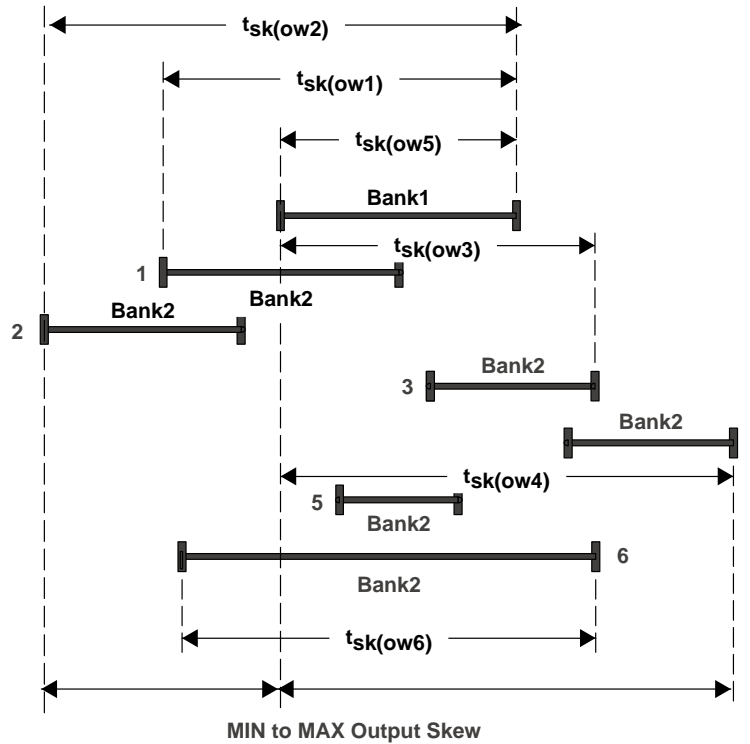 tsk(ow2)
tsk(ow1)
tsk(ow5)
Bank1
tsk(ow3)
1
Bank2
Bank2
2
Bank2
3
Bank2
tsk(ow4)
5
Bank2
6
Bank2
tsk(ow6)
MIN to MAX Output Skew